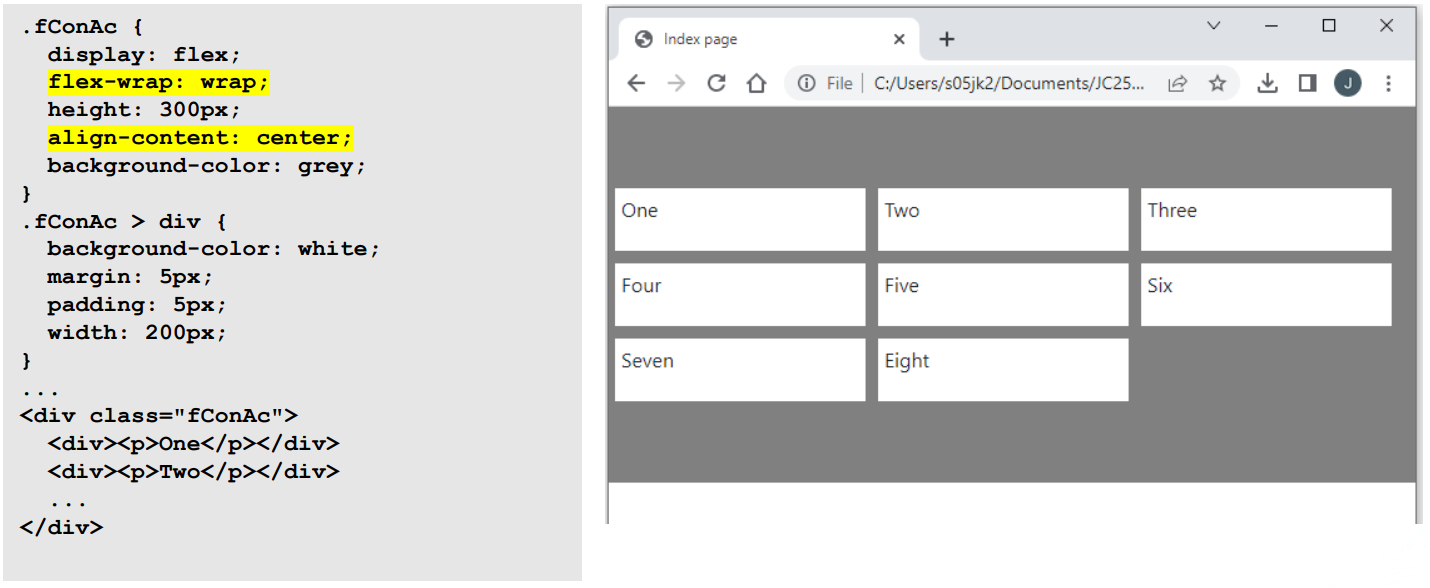 .fConAc {
  display: flex;
  flex-wrap: wrap;
  height: 300px;
  align-content: center;
  background-color: grey;
}
.fConAc > div {
  background-color: white;
  margin: 5px;
  padding: 5px;
  width: 200px;
}
...
<div class="fConAc">
  <div><p>One</p></div>
  <div><p>Two</p></div>
  ...
</div>
Index page
File | C:/Users/s05jk2/Documents/JC25... J
One Two Three
Four Five Six
Seven Eight